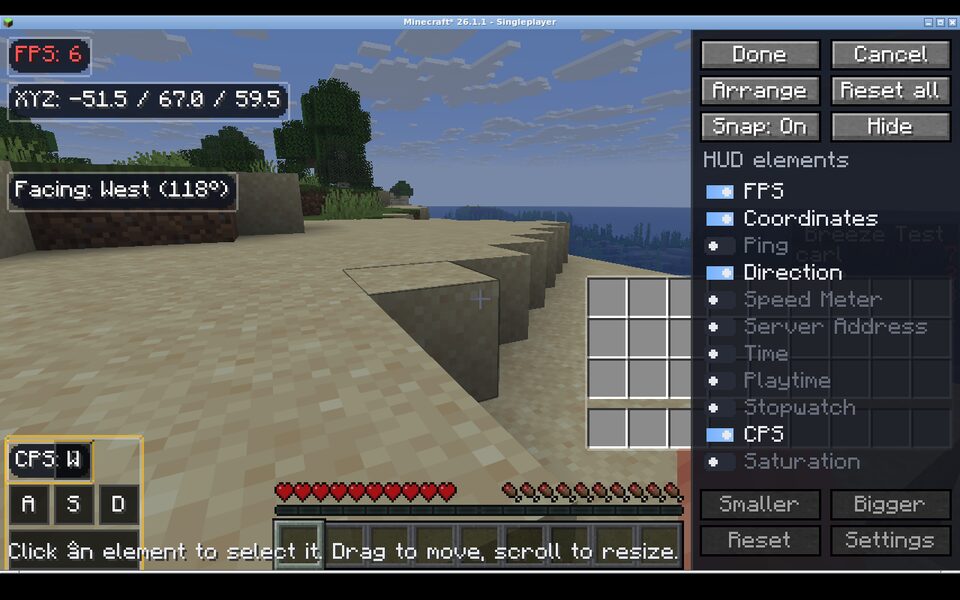 Minecraft* 26.1.1 - Singleplayer
FPS: 6
XYZ: -51.5 / 67.0 / 59.5
Facing: West (118°)
Done
Cancel
Arrange
Reset all
Snap: On
Hide
HUD elements
FPS
Coordinates
Ping
Direction
Speed Meter
Server Address
Time
Playtime
Stopwatch
CPS
Saturation
Smaller
Bigger
Reset
Settings
Breeze Test
carl
CPS:
W
A
S
D
Click an element to select it. Drag to move, scroll to resize.